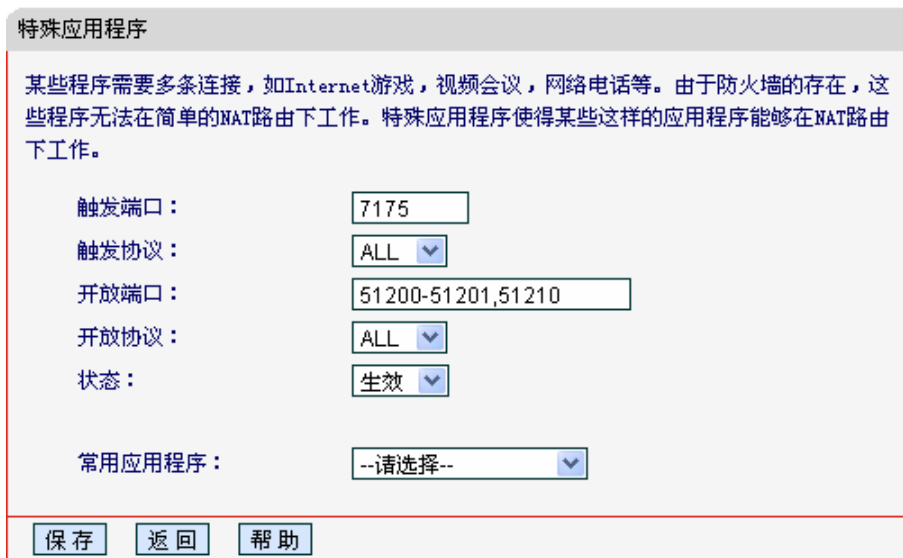 特殊应用程序
某些程序需要多条连接，如Internet游戏，视频会议，网络电话等。由于防火墙的存在，这
些程序无法在简单的NAT路由下工作。特殊应用程序使得某些这样的应用程序能够在NAT路由
下工作。
触发端口： 7175
触发协议： ALL
开放端口： 51200-51201,51210
开放协议： ALL
状态： 生效
常用应用程序： --请选择--
保存 返回 帮助